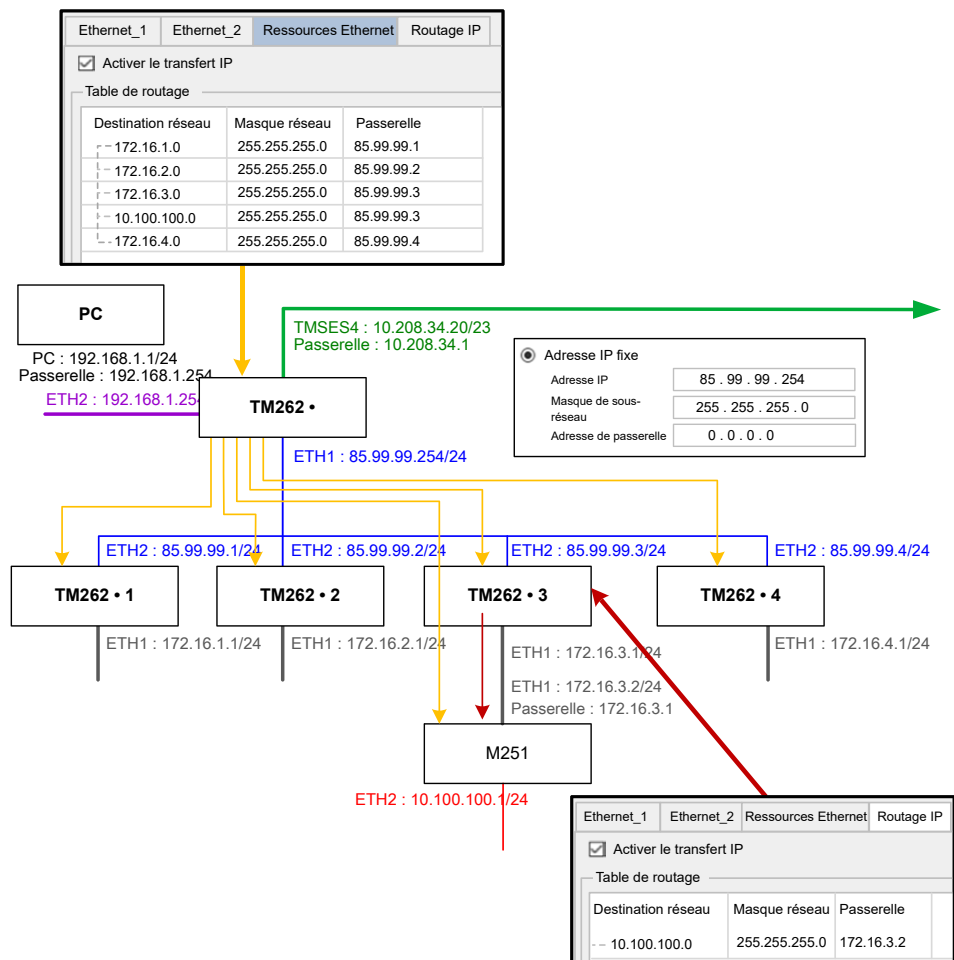 Ethernet_1 Ethernet_2 Ressources Ethernet Routage IP
Activer le transfert IP
Table de routage
Destination réseau Masque réseau Passerelle
172.16.1.0 255.255.255.0 85.99.99.1
172.16.2.0 255.255.255.0 85.99.99.2
172.16.3.0 255.255.255.0 85.99.99.3
10.100.100.0 255.255.255.0 85.99.99.3
172.16.4.0 255.255.255.0 85.99.99.4
PC
PC : 192.168.1.1/24
Passerelle : 192.168.1.254
ETH2 : 192.168.1.25
TMSES4 : 10.208.34.20/23
Passerelle : 10.208.34.1
TM262 •
ETH1 : 85.99.99.254/24
Adresse IP fixe
Adresse IP 85 . 99 . 99 . 254
Masque de sous-
réseau 255 . 255 . 255 . 0
Adresse de passerelle 0 . 0 . 0 . 0
ETH2 : 85.99.99.1/24
ETH2 : 85.99.99.2/24
ETH2 : 85.99.99.3/24
ETH2 : 85.99.99.4/24
TM262 • 1
TM262 • 2
TM262 • 3
TM262 • 4
ETH1 : 172.16.1.1/24
ETH1 : 172.16.2.1/24
ETH1 : 172.16.3.1/24
ETH1 : 172.16.4.1/24
ETH1 : 172.16.3.2/24
Passerelle : 172.16.3.1
M251
ETH2 : 10.100.100.1/24
Ethernet_1 Ethernet_2 Ressources Ethernet Routage IP
Activer le transfert IP
Table de routage
Destination réseau Masque réseau Passerelle
10.100.100.0 255.255.255.0 172.16.3.2